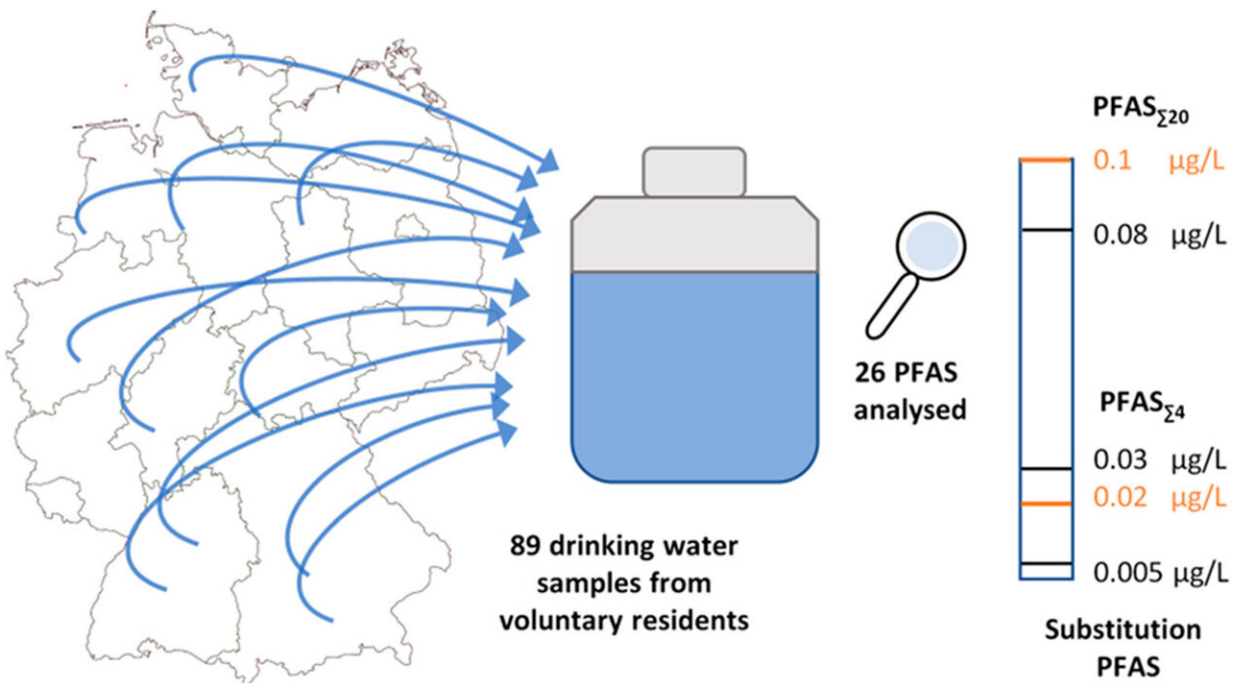 89 drinking water
samples from
voluntary residents
26 PFAS
analysed
PFAS∑20
0.1 µg/L
0.08 µg/L
PFAS∑4
0.03 µg/L
0.02 µg/L
0.005 µg/L
Substitution
PFAS